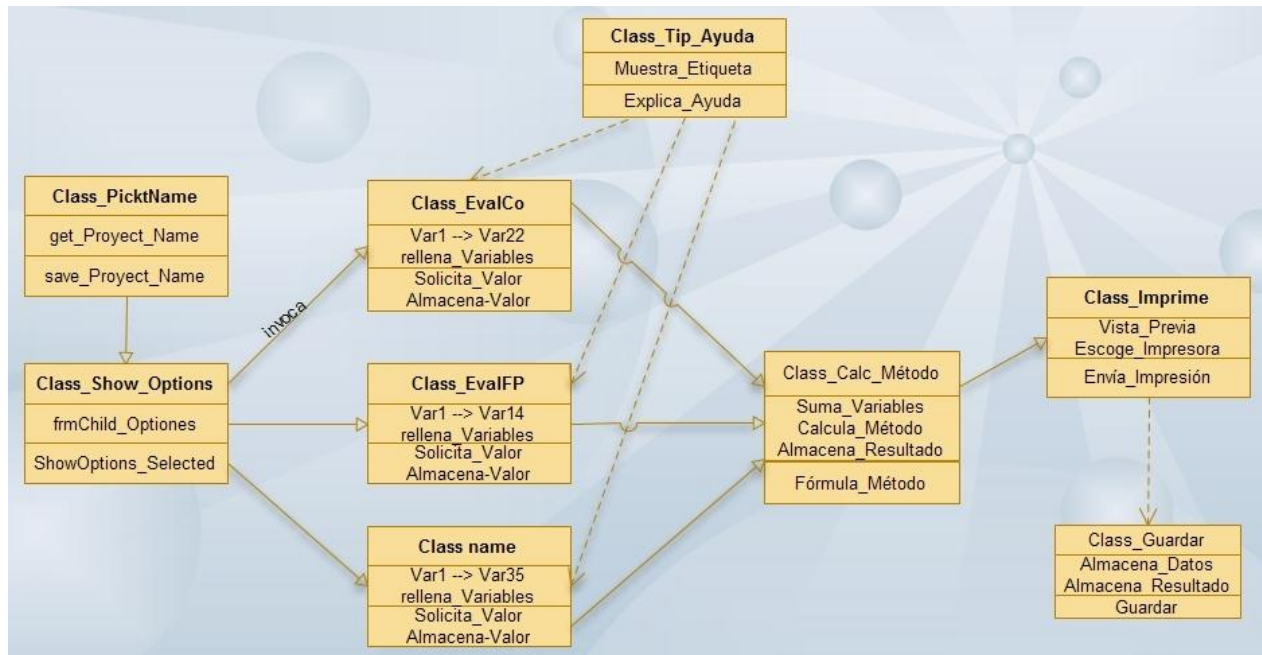 Class_Tip_Ayuda
Muestra_Etiqueta
Explica_Ayuda
Class_PicktName
get_Proyect_Name
save_Proyect_Name
Class_EvalCo
Var1 --> Var22
rellena_Variables
Solicita_Valor
Almacena-Valor
invoca
Class_Show_Options
frmChild_Optiones
ShowOptions_Selected
Class_EvalFP
Var1 --> Var14
rellena_Variables
Solicita_Valor
Almacena-Valor
Class name
Var1 --> Var35
rellena_Variables
Solicita_Valor
Almacena-Valor
Class_Calc_Método
Suma_Variables
Calcula_Método
Almacena_Resultado
Fórmula_Método
Class_Imprime
Vista_Previa
Escoge_Impresora
Envía_Impresión
Class_Guardar
Almacena_Datos
Almacena_Resultado
Guardar